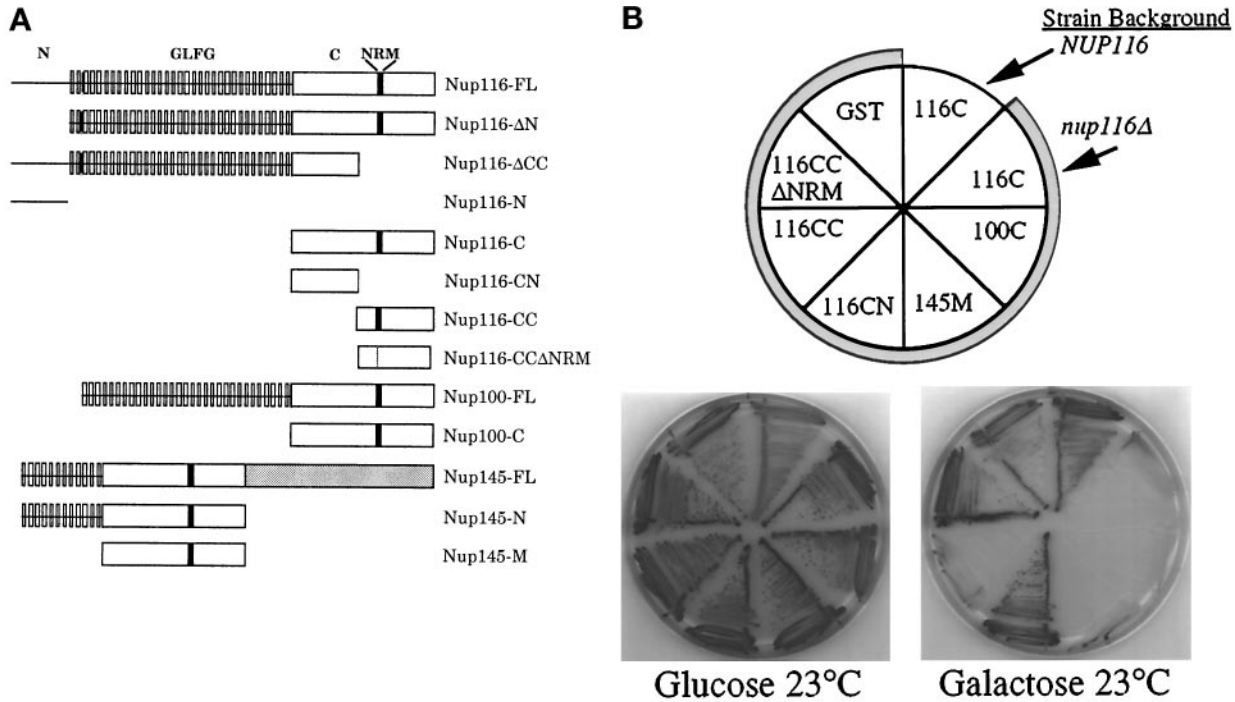 A
N GLFG C NRM
Nup116-FL
Nup116-ΔN
Nup116-ΔCC
Nup116-N
Nup116-C
Nup116-CN
Nup116-CC
Nup116-CCΔNRM
Nup100-FL
Nup100-C
Nup145-FL
Nup145-N
Nup145-M
B
Strain Background
NUP116
nup116Δ
GST
116C
116CC
ΔNRM
116C
116CC
100C
116CN
145M
Glucose 23°C
Galactose 23°C